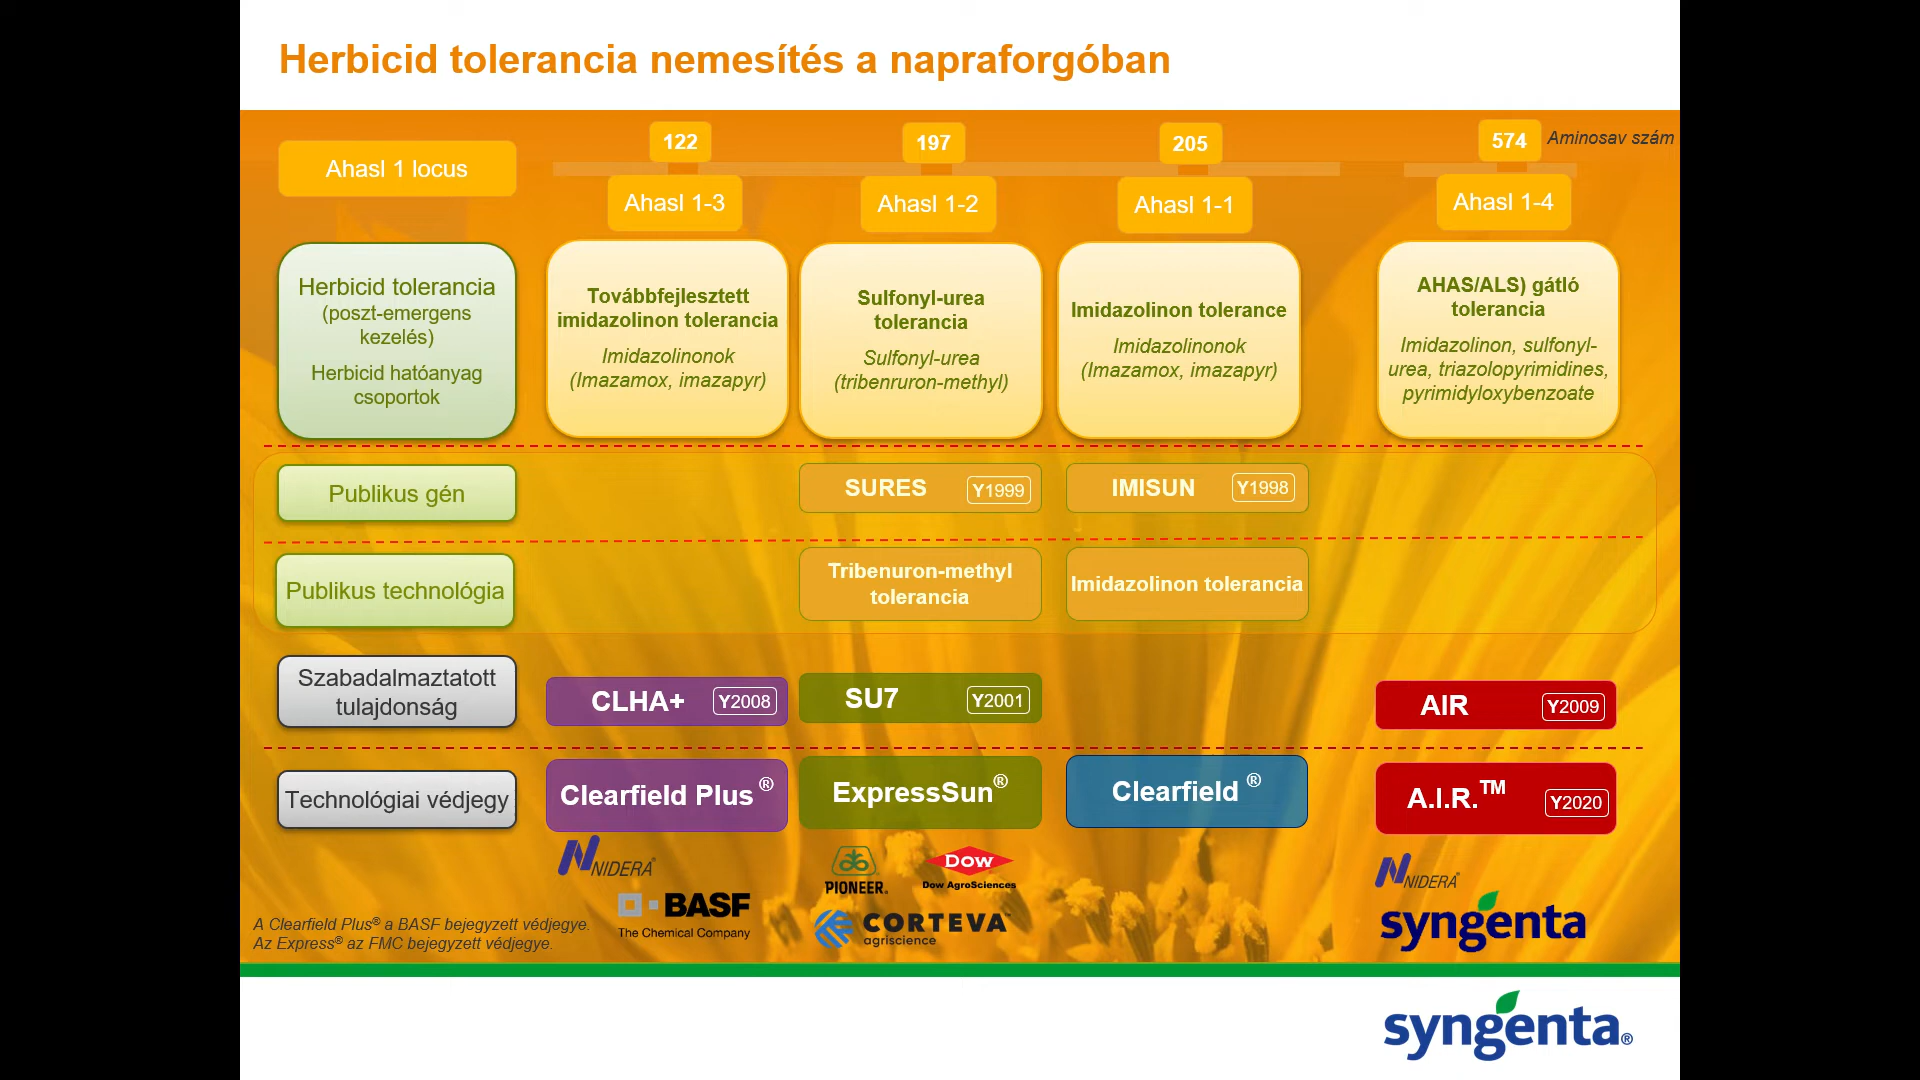 Herbicid tolerancia nemesítés a napraforgóban
122
197
205
574
Aminosav szám
Ahasl 1 locus
Ahasl 1-3
Ahasl 1-2
Ahasl 1-1
Ahasl 1-4
Herbicid tolerancia
(poszt-emergens
kezelés)
Herbicid hatóanyag
csoportok
Továbbfejlesztett
imidazolinon tolerancia
Imidazolinonok
(Imazamox, imazapyr)
Sulfonyl-urea
tolerancia
Sulfonyl-urea
(tribenruron-methyl)
Imidazolinon tolerance
Imidazolinonok
(Imazamox, imazapyr)
AHAS/ALS) gátló
tolerancia
Imidazolinon, sulfonyl-
urea, triazolopyrimidines,
pyrimidyloxybenzoate
Publikus gén
SURES
Y1999
IMISUN
Y1998
Publikus technológia
Tribenuron-methyl
tolerancia
Imidazolinon tolerancia
Szabadalmaztatott
tulajdonság
CLHA+
Y2008
SU7
Y2001
AIR
Y2009
Technológiai védjegy
Clearfield Plus ®
ExpressSun®
Clearfield ®
A.I.R.™
Y2020
NIDERA®
BASF
The Chemical Company
PIONEER®
Dow
Dow AgroSciences
CORTEVA™
agriscience
NIDERA®
syngenta
A Clearfield Plus® a BASF bejegyzett védjegye.
Az Express® az FMC bejegyzett védjegye.
syngenta®